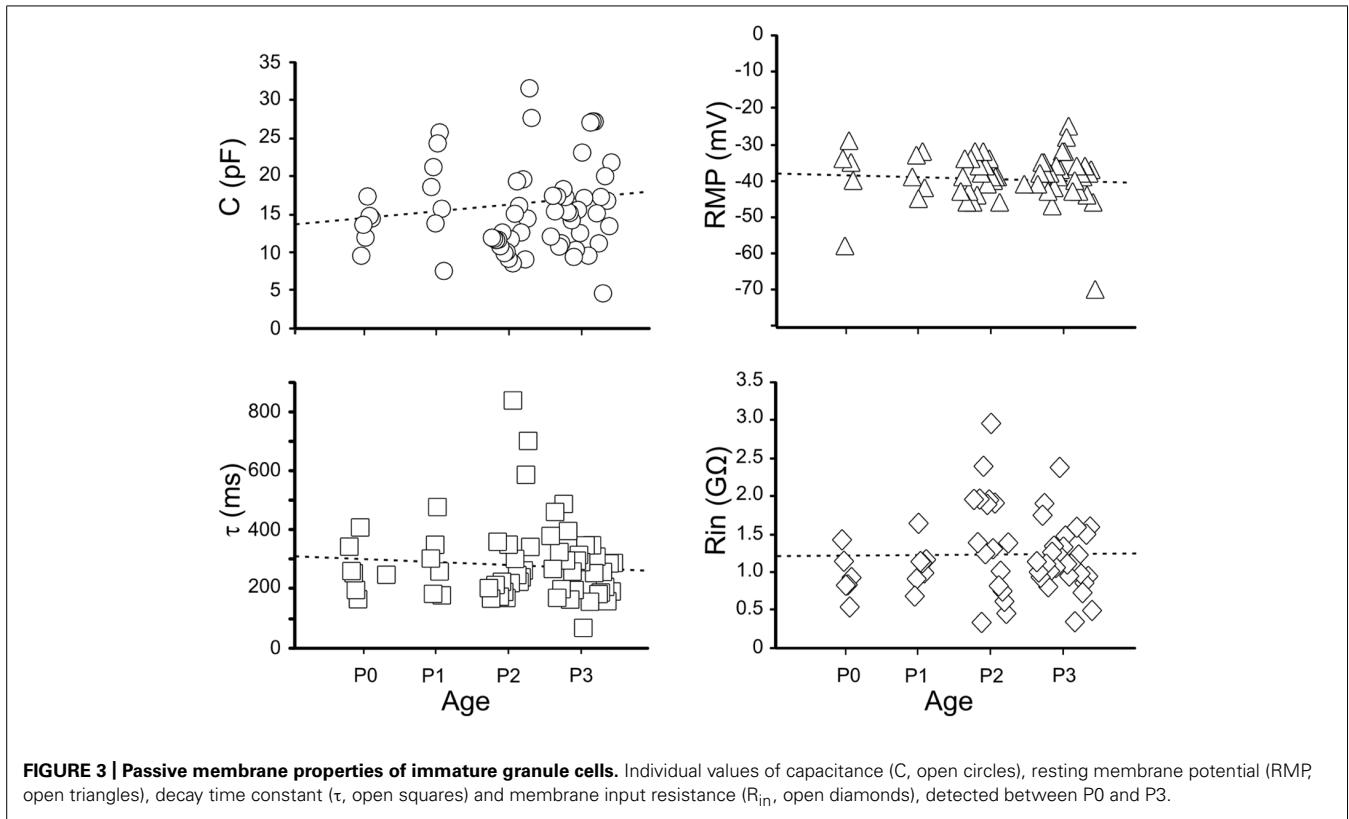 35
30
25
20
15
10
5
0
C (pF)
0
-10
-20
-30
-40
-50
-60
-70
RMP (mV)
800
600
400
200
0
τ (ms)
P0 P1 P2 P3
Age
3.5
3.0
2.5
2.0
1.5
1.0
0.5
0
Rin (GΩ)
P0 P1 P2 P3
Age
FIGURE 3 | Passive membrane properties of immature granule cells. Individual values of capacitance (C, open circles), resting membrane potential (RMP,
open triangles), decay time constant (τ, open squares) and membrane input resistance (Rin, open diamonds), detected between P0 and P3.